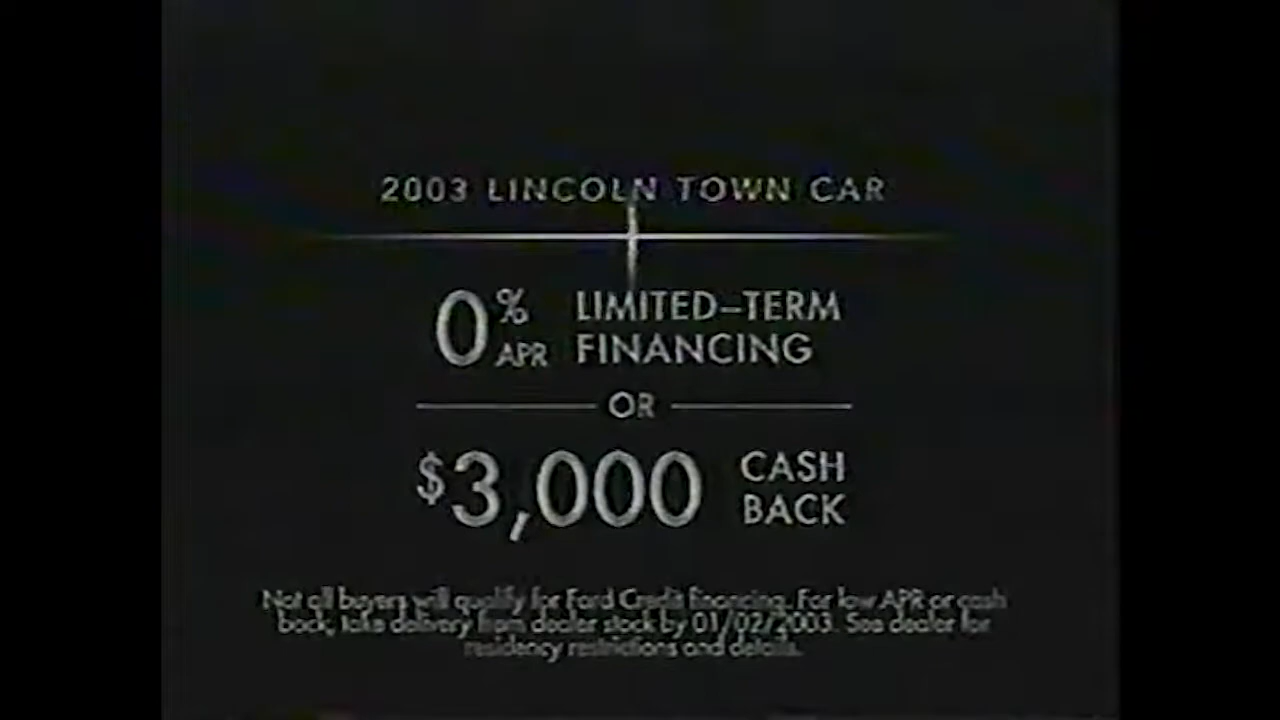 2003 LINCOLN TOWN CAR
0% APR LIMITED–TERM FINANCING
OR
$3,000 CASH BACK
Not all buyers will qualify for Ford Credit financing. For low APR or cash
back, take delivery from dealer stock by 01/02/2003. See dealer for
residency restrictions and details.